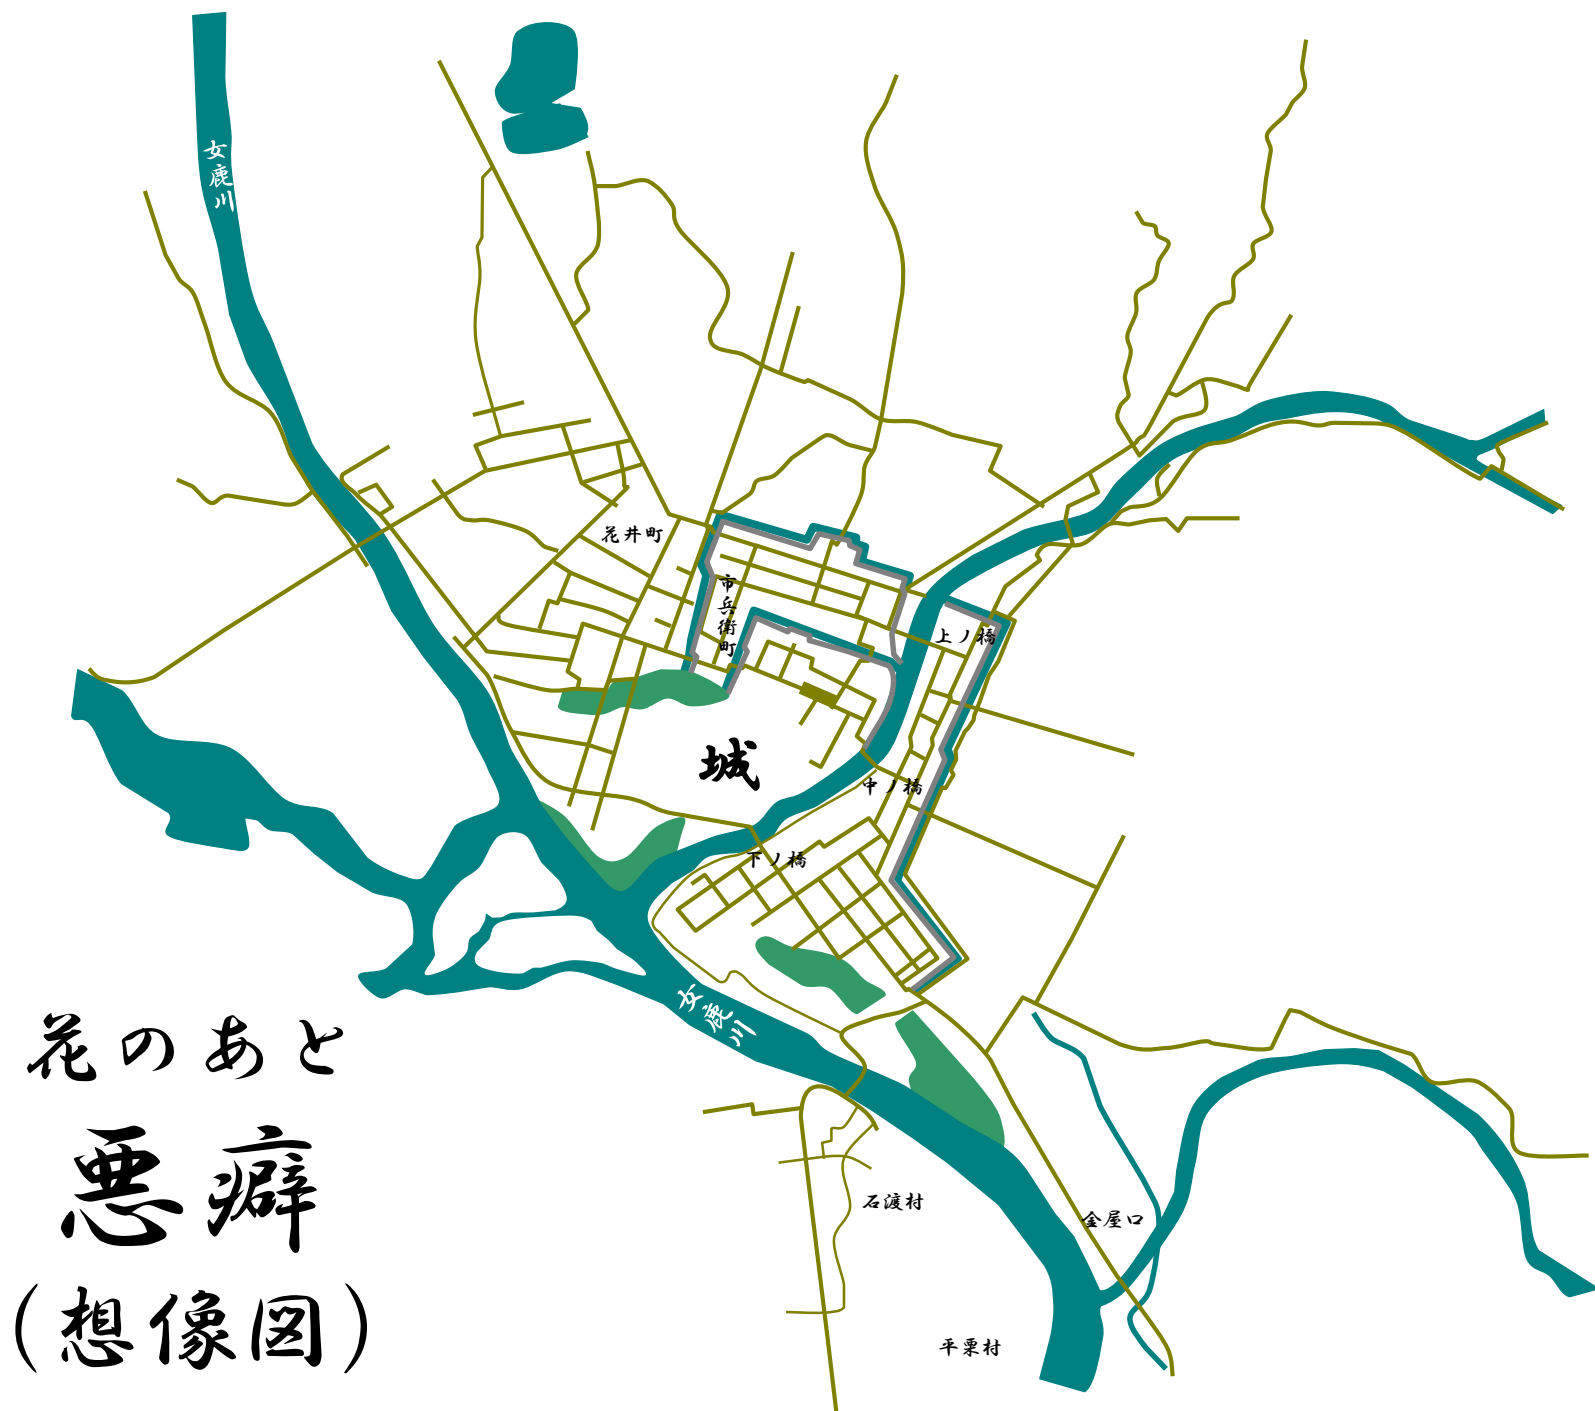 女鹿川
花井町
市兵衛町
上ノ橋
城
中ノ橋
下ノ橋
女鹿川
花のあと
悪癖
(想像図)
石渡村
金屋口
平栗村